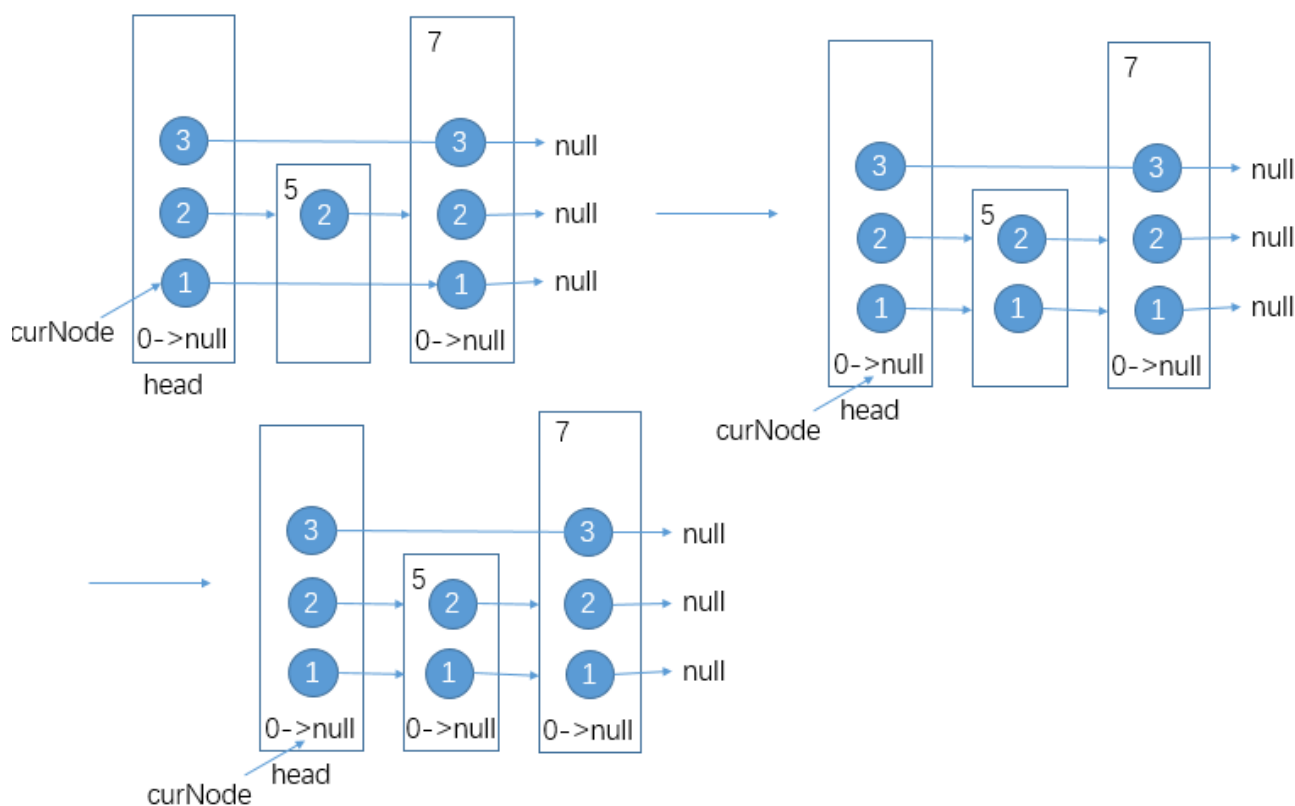 7
3 3 null
5
2 2 2 null
1 1 null
curNode
0->null 0->null
head
7
3 3 null
5
2 2 2 null
1 1 1 null
0->null 0->null
head
curNode
7
3 3 null
5
2 2 2 null
1 1 1 null
0->null 0->null 0->null
head
curNode